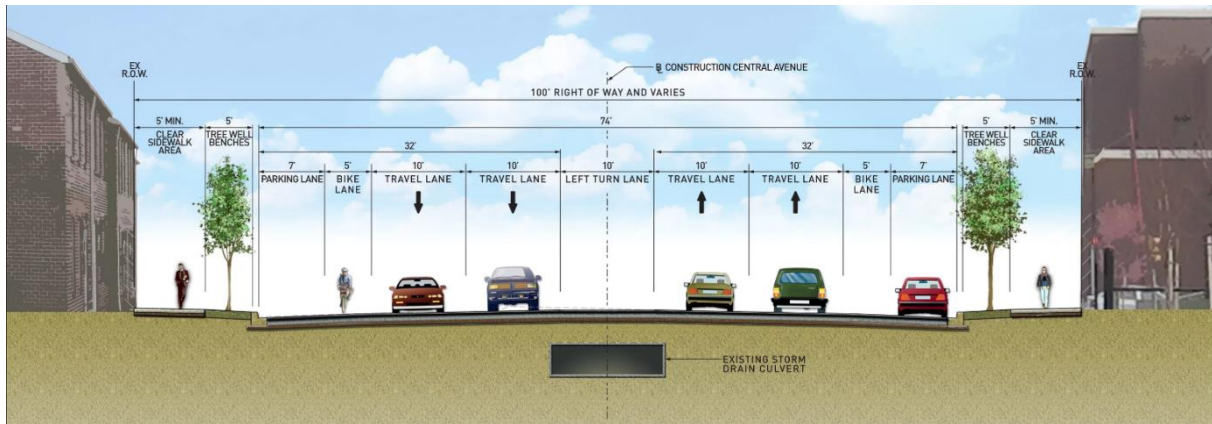 EX
R.O.W.
EX
R.O.W.
℄ CONSTRUCTION CENTRAL AVENUE
100' RIGHT OF WAY AND VARIES
5' MIN.
CLEAR
SIDEWALK
AREA
5'
TREE WELL
BENCHES
74'
5'
TREE WELL
BENCHES
5' MIN.
CLEAR
SIDEWALK
AREA
32'
32'
7'
PARKING LANE
5'
BIKE
LANE
10'
TRAVEL LANE
10'
TRAVEL LANE
10'
LEFT TURN LANE
10'
TRAVEL LANE
10'
TRAVEL LANE
5'
BIKE
LANE
7'
PARKING LANE
EXISTING STORM
DRAIN CULVERT